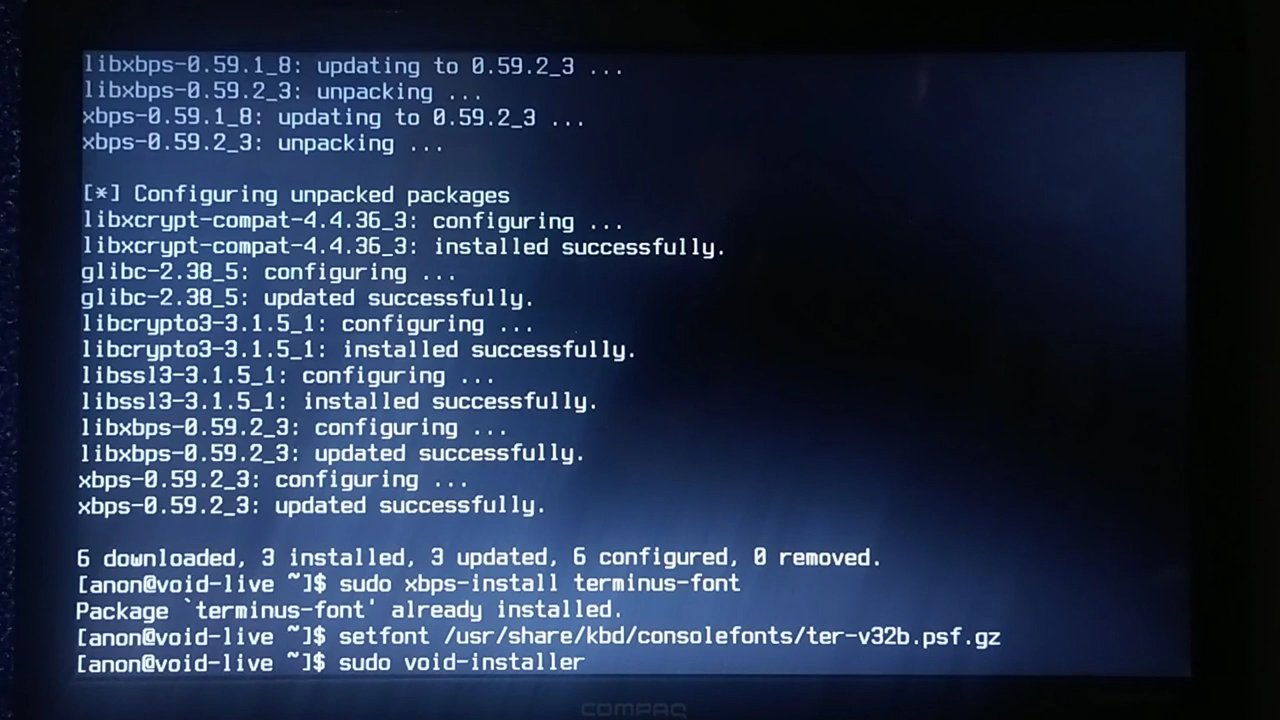 libxbps-0.59.1_8: updating to 0.59.2_3 ...
libxbps-0.59.2_3: unpacking ...
xbps-0.59.1_8: updating to 0.59.2_3 ...
xbps-0.59.2_3: unpacking ...
[*] Configuring unpacked packages
libxcrypt-compat-4.4.36_3: configuring ...
libxcrypt-compat-4.4.36_3: installed successfully.
glibc-2.38_5: configuring ...
glibc-2.38_5: updated successfully.
libcrypto3-3.1.5_1: configuring ...
libcrypto3-3.1.5_1: installed successfully.
libssl3-3.1.5_1: configuring ...
libssl3-3.1.5_1: installed successfully.
libxbps-0.59.2_3: configuring ...
libxbps-0.59.2_3: updated successfully.
xbps-0.59.2_3: configuring ...
xbps-0.59.2_3: updated successfully.
6 downloaded, 3 installed, 3 updated, 6 configured, 0 removed.
[anon@void-live ~]$ sudo xbps-install terminus-font
Package `terminus-font' already installed.
[anon@void-live ~]$ setfont /usr/share/kbd/consolefonts/ter-v32b.psf.gz
[anon@void-live ~]$ sudo void-installer
COMPAQ